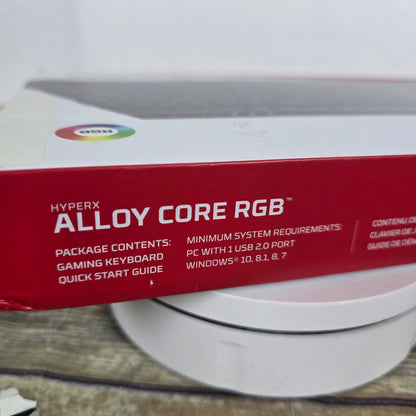 RGB
HYPERX
ALLOY CORE RGB™
PACKAGE CONTENTS:
GAMING KEYBOARD
QUICK START GUIDE
MINIMUM SYSTEM REQUIREMENTS:
PC WITH 1 USB 2.0 PORT
WINDOWS® 10, 8.1, 8, 7
CONTENU DE
CLAVIER DE J
GUIDE DE DÉM